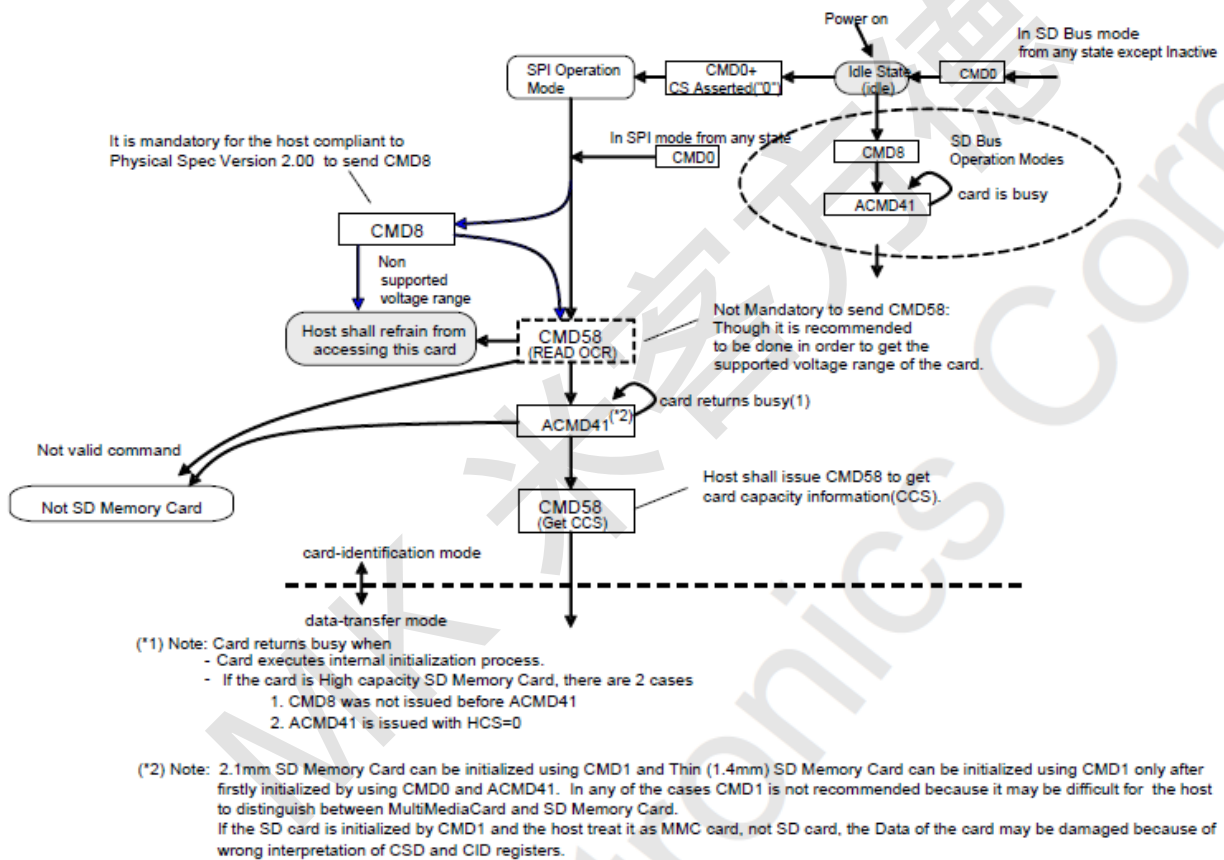 Power on
In SD Bus mode
from any state except Inactive
SPI Operation
Mode
CMD0+
CS Asserted("0")
Idle State
(idle)
CMD0
It is mandatory for the host compliant to
Physical Spec Version 2.00 to send CMD8
In SPI mode from any state
CMD0
CMD8
SD Bus
Operation Modes
ACMD41
card is busy
CMD8
Non
supported
voltage range
Host shall refrain from
accessing this card
CMD58
(READ OCR)
Not Mandatory to send CMD58:
Though it is recommended
to be done in order to get the
supported voltage range of the card.
ACMD41(*2)
card returns busy(1)
Not valid command
Not SD Memory Card
CMD58
(Get CCS)
Host shall issue CMD58 to get
card capacity information(CCS).
card-identification mode
data-transfer mode
(*1) Note: Card returns busy when
- Card executes internal initialization process.
- If the card is High capacity SD Memory Card, there are 2 cases
1. CMD8 was not issued before ACMD41
2. ACMD41 is issued with HCS=0
(*2) Note: 2.1mm SD Memory Card can be initialized using CMD1 and Thin (1.4mm) SD Memory Card can be initialized using CMD1 only after
firstly initialized by using CMD0 and ACMD41. In any of the cases CMD1 is not recommended because it may be difficult for the host
to distinguish between MultiMediaCard and SD Memory Card.
If the SD card is initialized by CMD1 and the host treat it as MMC card, not SD card, the Data of the card may be damaged because of
wrong interpretation of CSD and CID registers.
MK 米客方德
tronics Corp